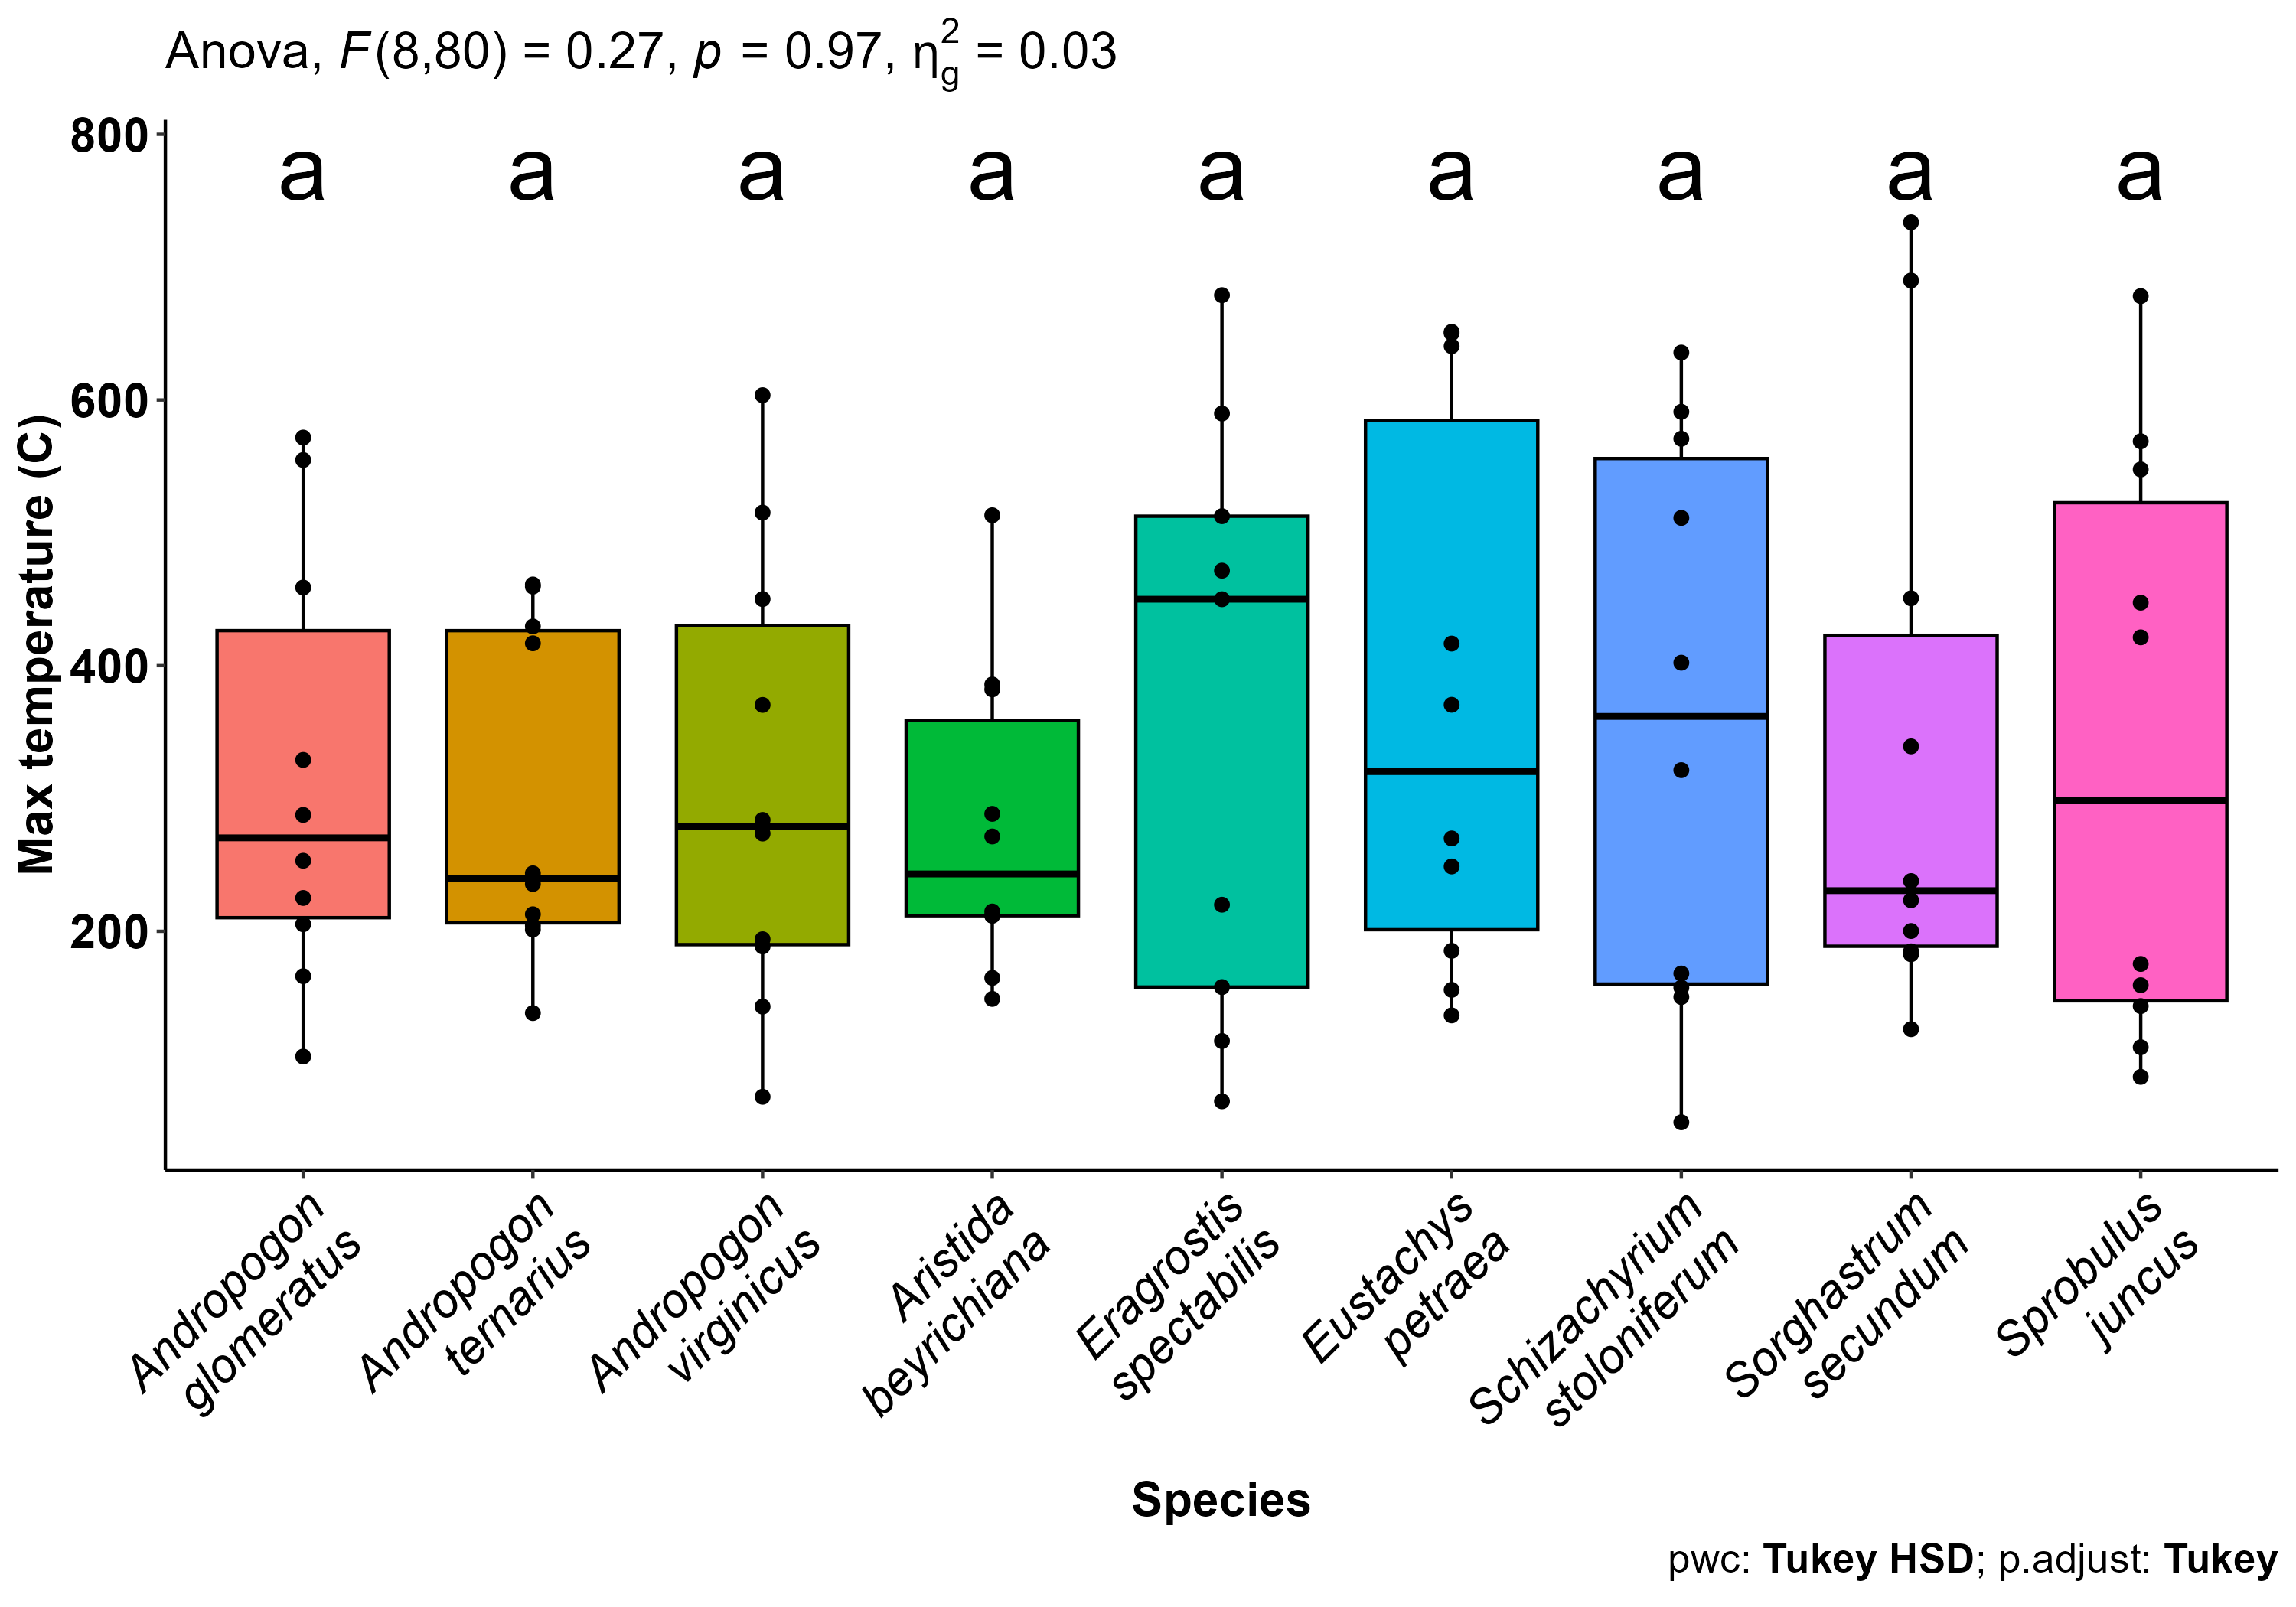 Anova, F(8,80) = 0.27, p = 0.97, η²g = 0.03
800
600
400
200
Max temperature (C)
a a a a a a a a a
Andropogon
glomeratus
Andropogon
ternarius
Andropogon
virginicus
Aristida
beyrichiana
Eragrostis
spectabilis
Eustachys
petraea
Schizachyrium
stoloniferum
Sorghastrum
secundum
Sprobulus
juncus
Species
pwc: Tukey HSD; p.adjust: Tukey